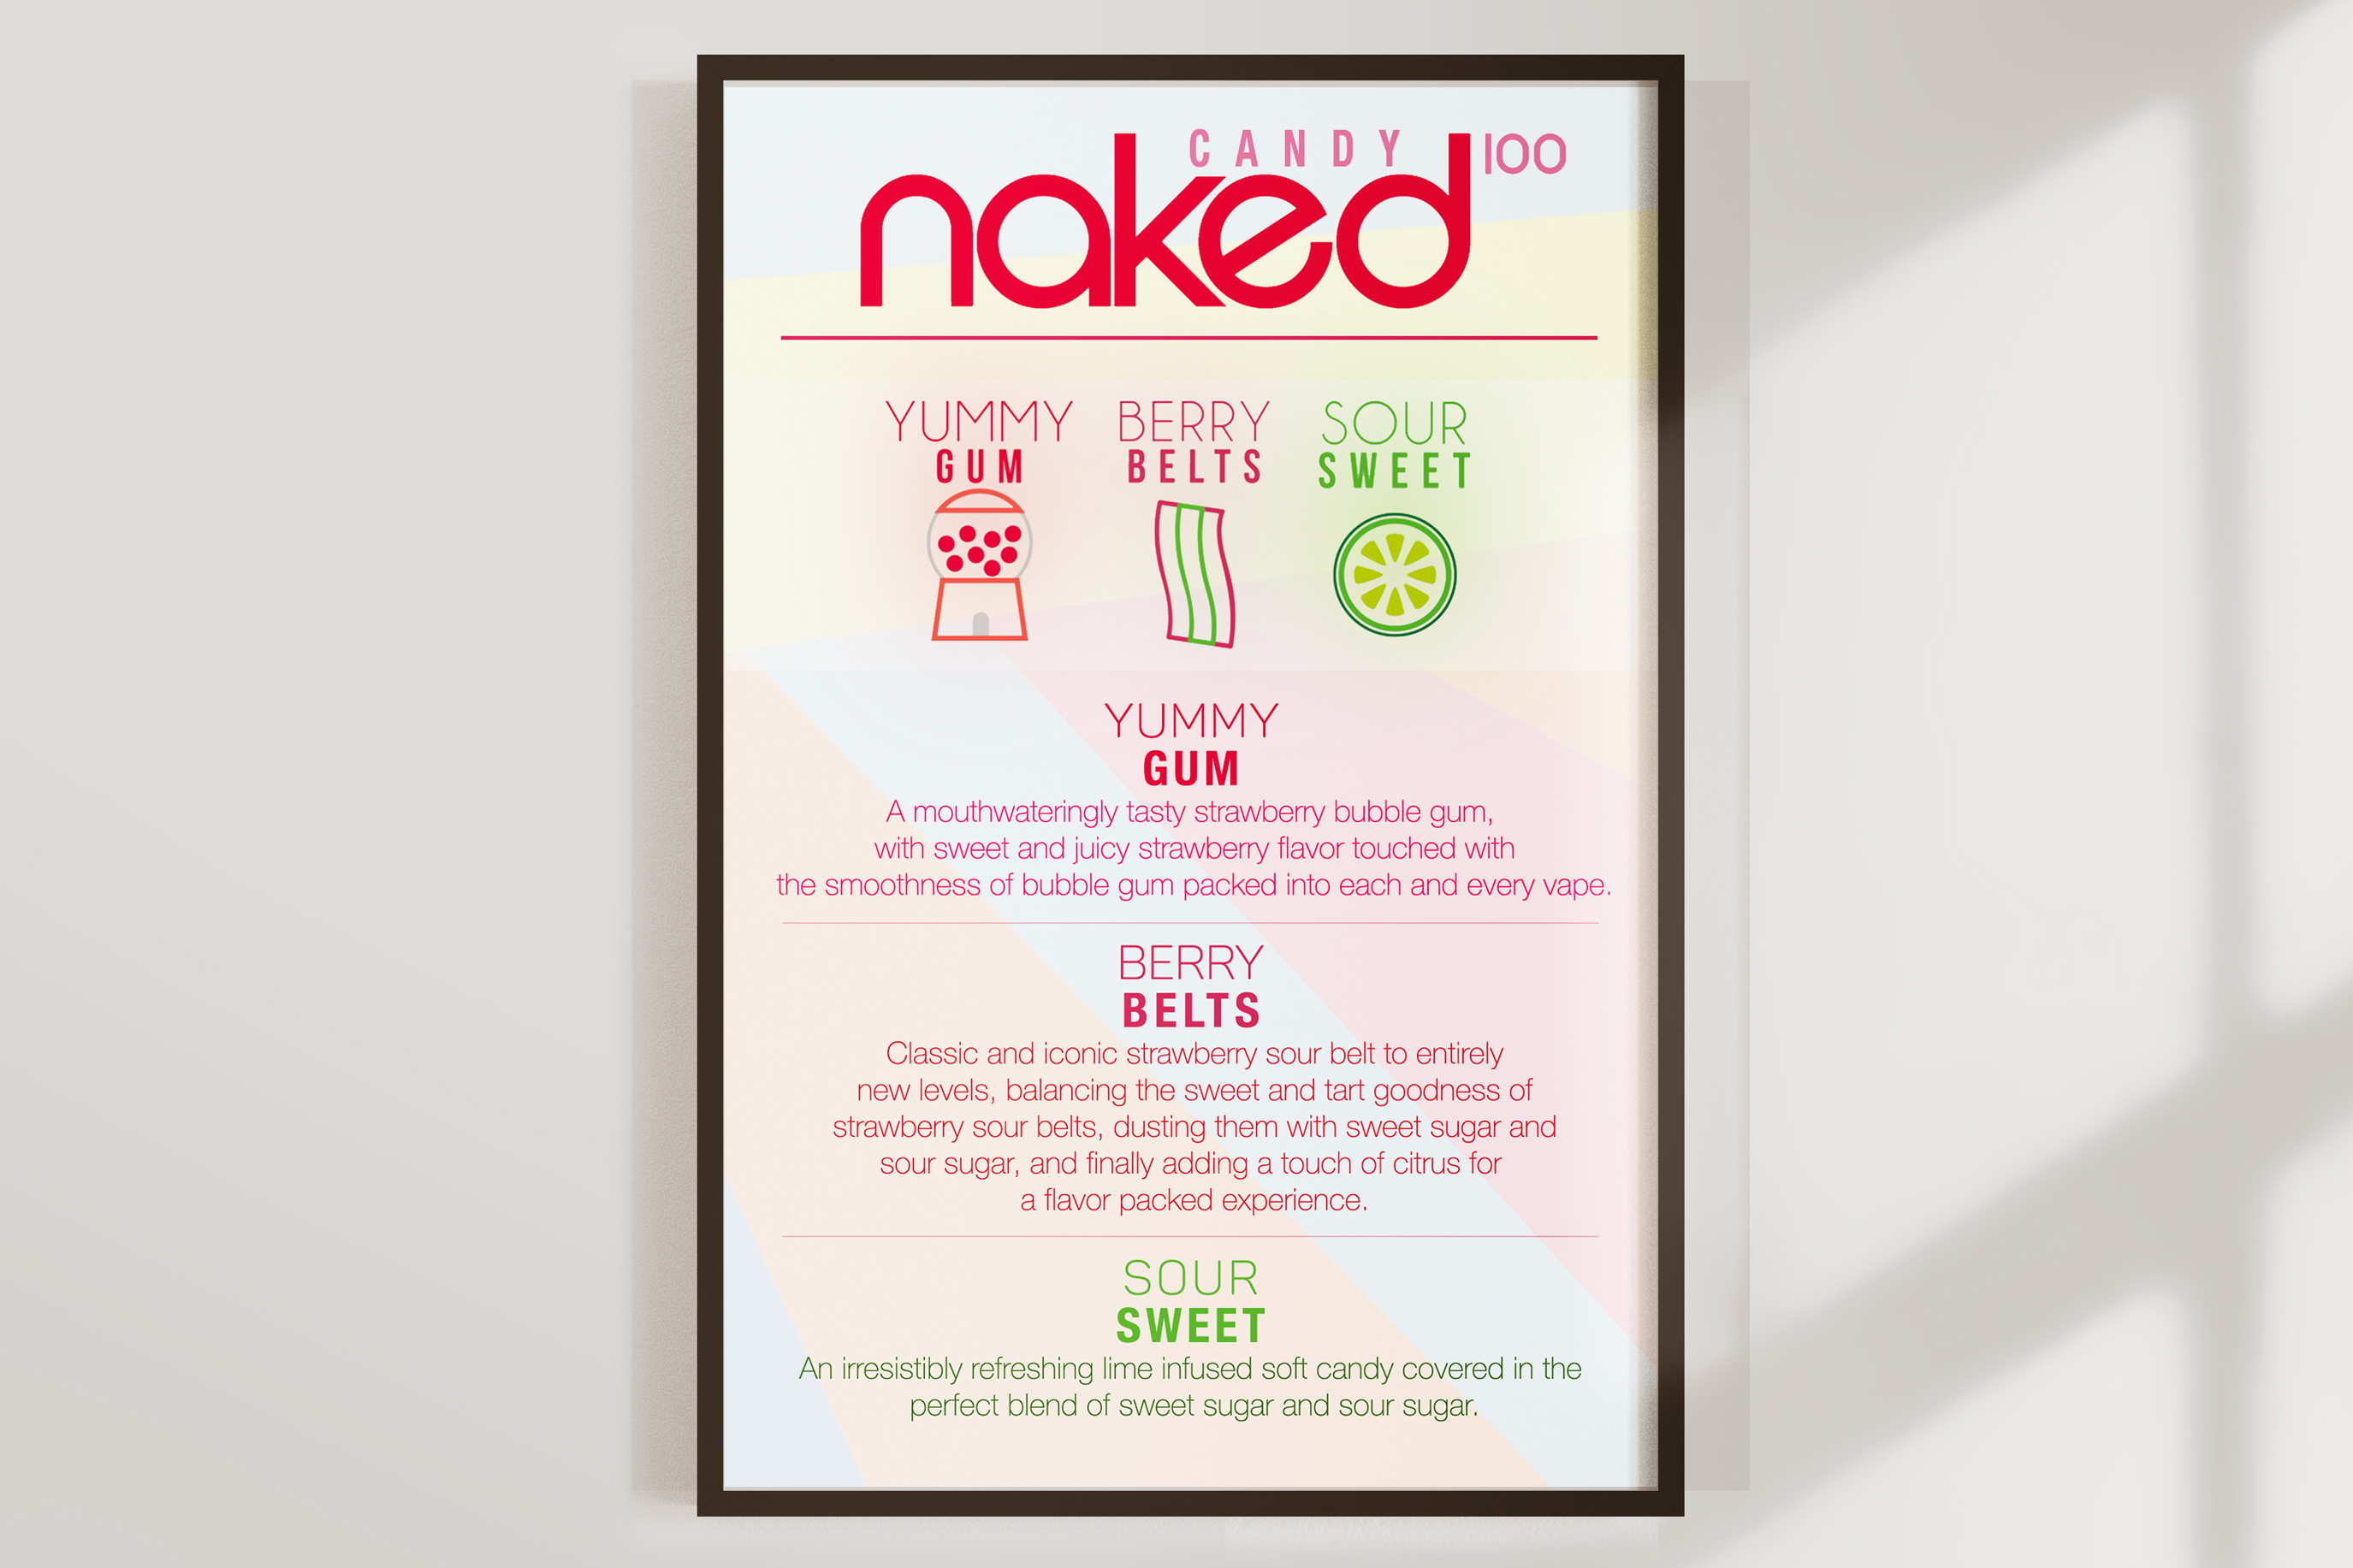 CANDY
naked 100
YUMMY BERRY SOUR
GUM BELTS SWEET
YUMMY
GUM
A mouthwateringly tasty strawberry bubble gum,
with sweet and juicy strawberry flavor touched with
the smoothness of bubble gum packed into each and every vape.
BERRY
BELTS
Classic and iconic strawberry sour belt to entirely
new levels, balancing the sweet and tart goodness of
strawberry sour belts, dusting them with sweet sugar and
sour sugar, and finally adding a touch of citrus for
a flavor packed experience.
SOUR
SWEET
An irresistibly refreshing lime infused soft candy covered in the
perfect blend of sweet sugar and sour sugar.